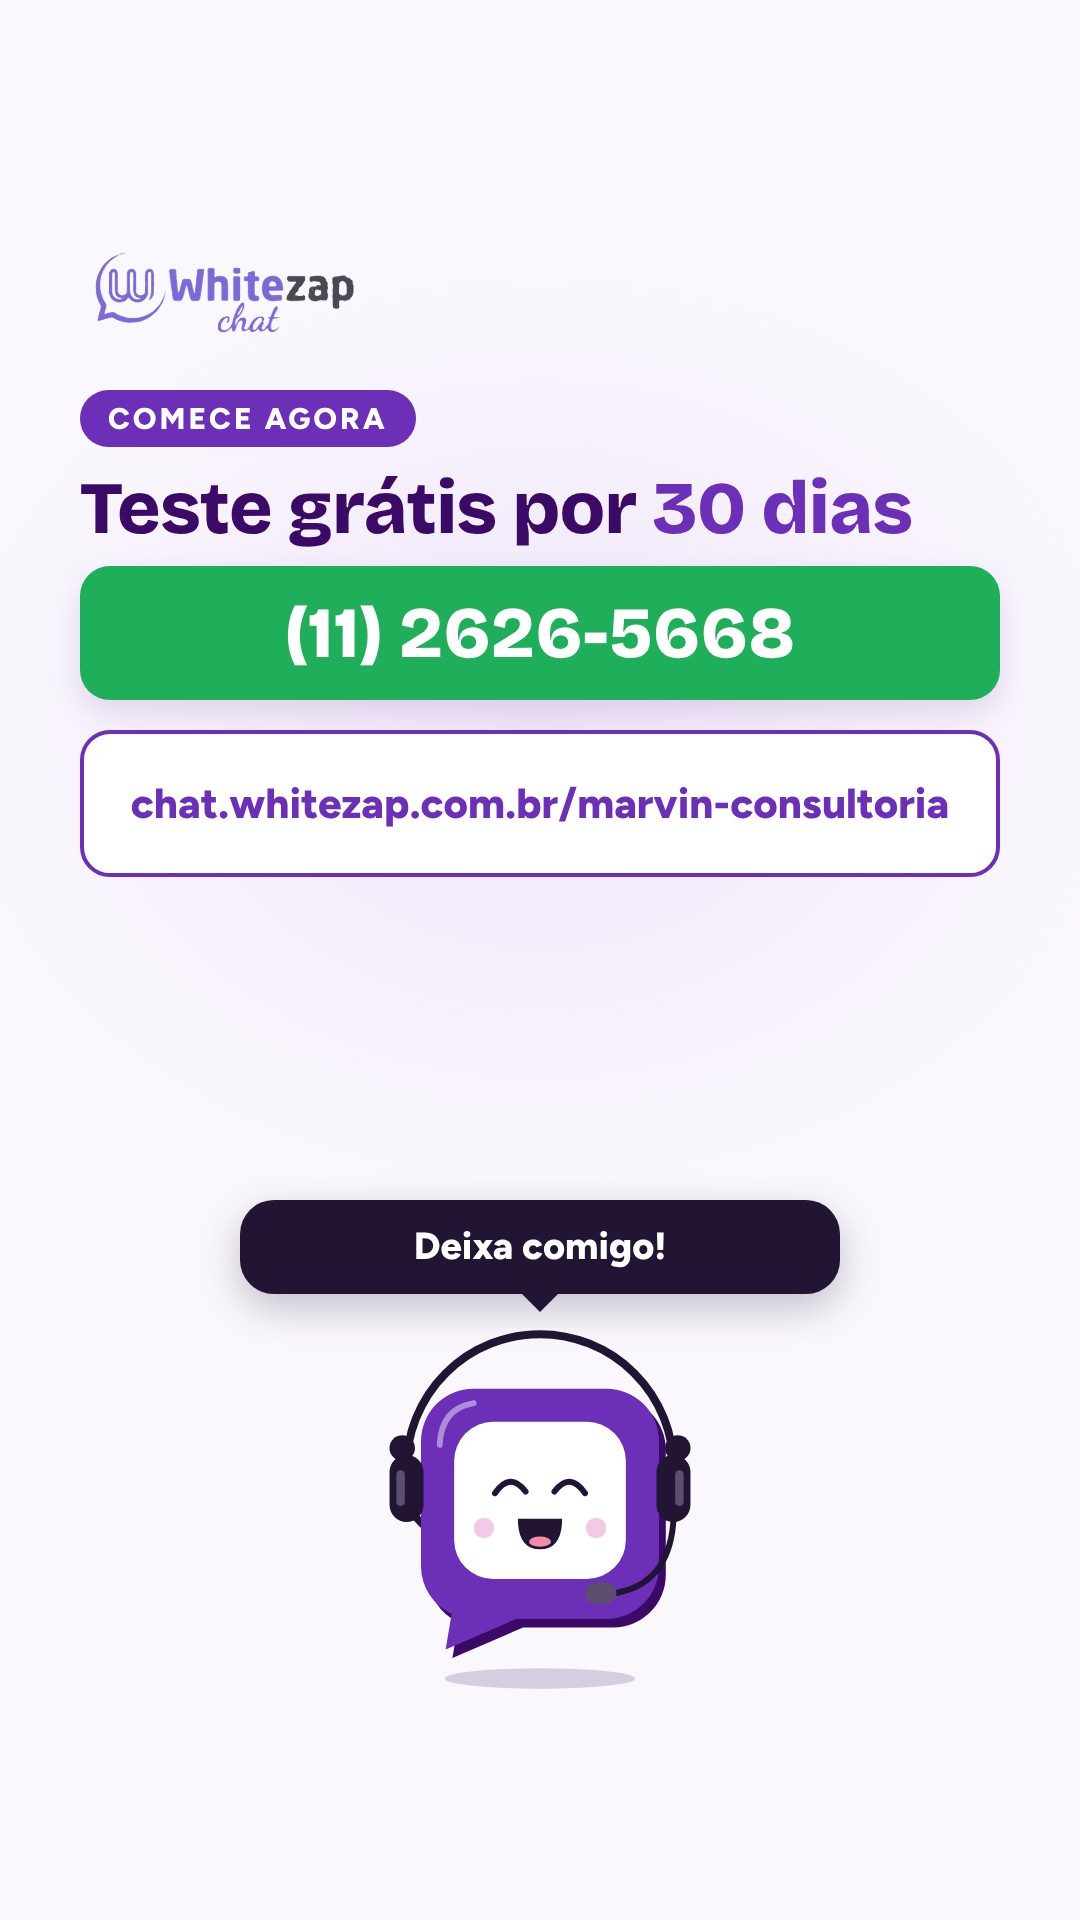 Whitezap
chat
COMECE AGORA
Teste grátis por 30 dias
(11) 2626-5668
chat.whitezap.com.br/marvin-consultoria
Deixa comigo!